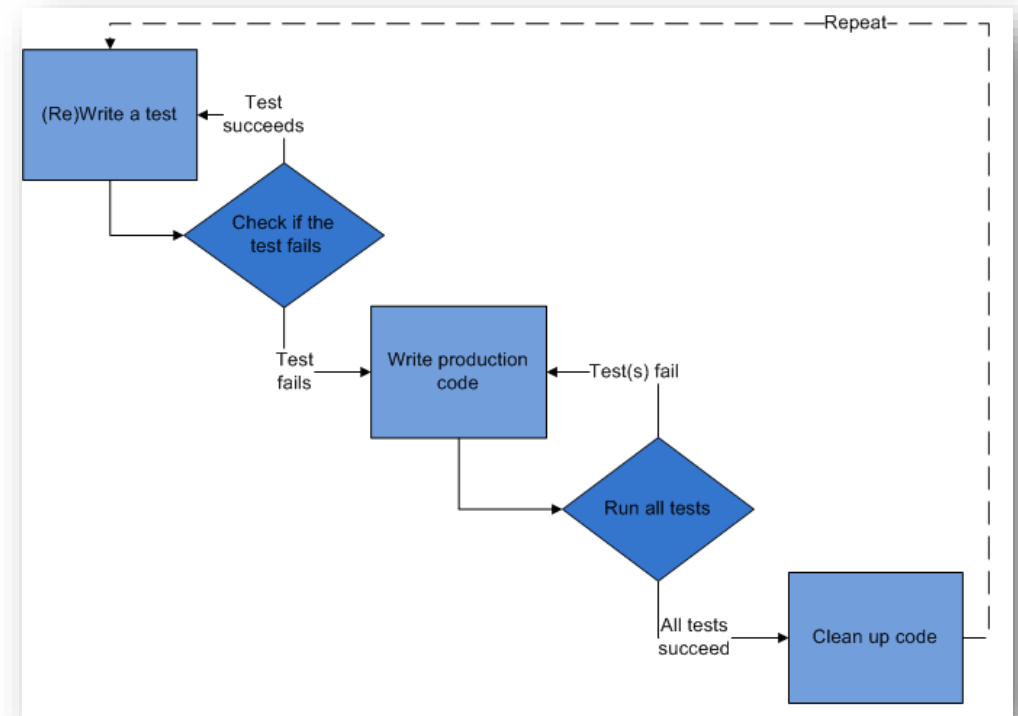 Repeat
(Re)Write a test
Test
succeeds
Check if the
test fails
Test
fails
Write production
code
Test(s) fail
Run all tests
All tests
succeed
Clean up code